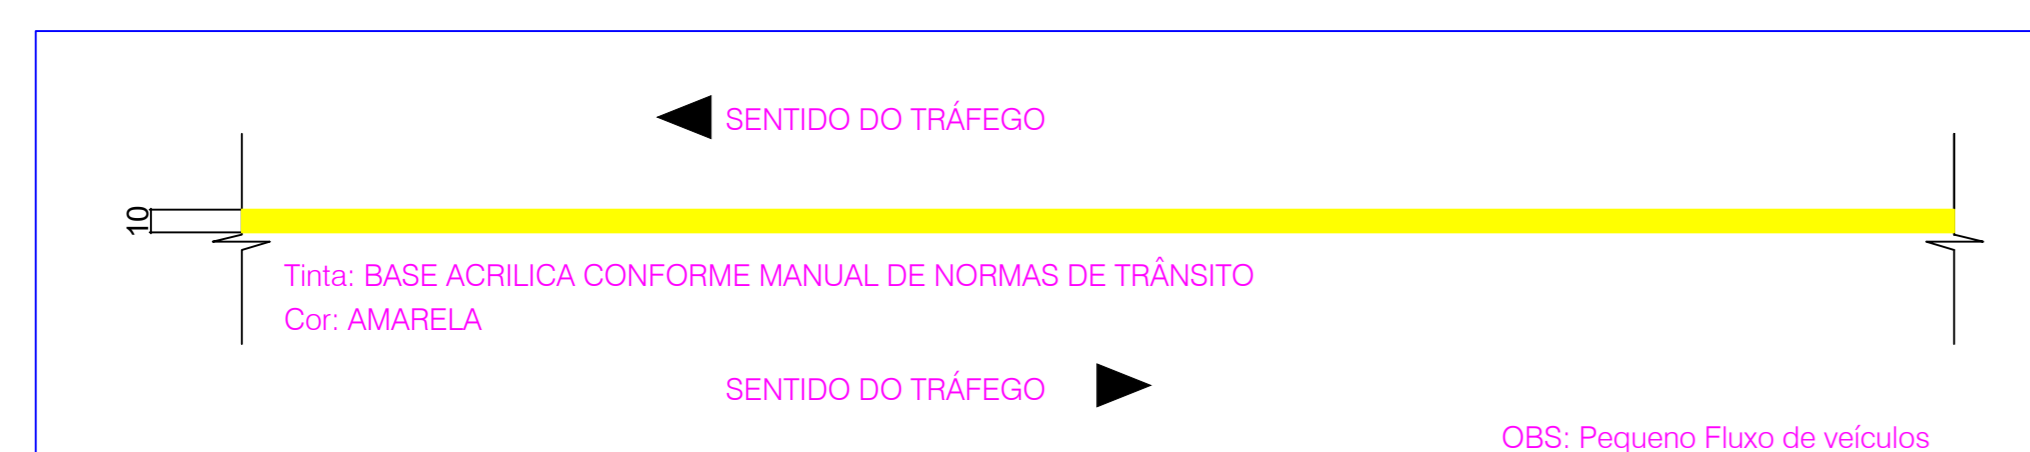 SENTIDO DO TRÁFEGO
10
Tinta: BASE ACRILICA CONFORME MANUAL DE NORMAS DE TRÂNSITO
Cor: AMARELA
SENTIDO DO TRÁFEGO
OBS: Pequeno Fluxo de veículos